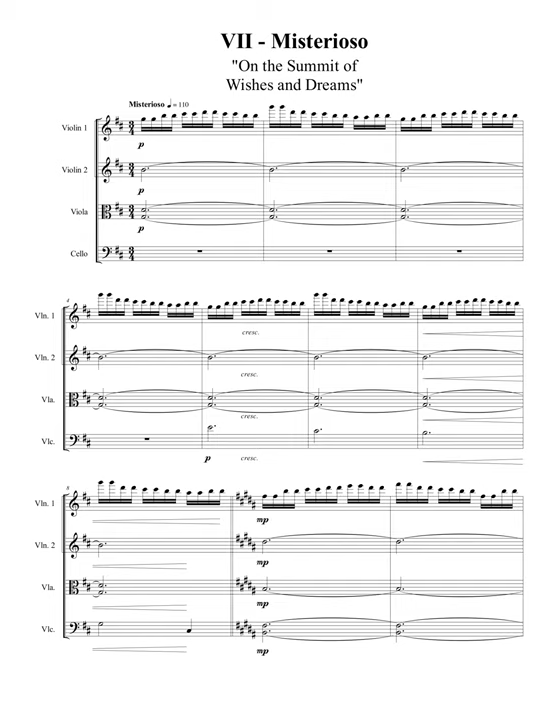 VII - Misterioso
"On the Summit of
Wishes and Dreams"
Misterioso ♩ = 110
Violin 1
p
Violin 2
p
Viola
p
Cello
4
Vln. 1
cresc.
Vln. 2
cresc.
Vla.
cresc.
Vlc.
p cresc.
8
Vln. 1
mp
Vln. 2
mp
Vla.
mp
Vlc.
mp